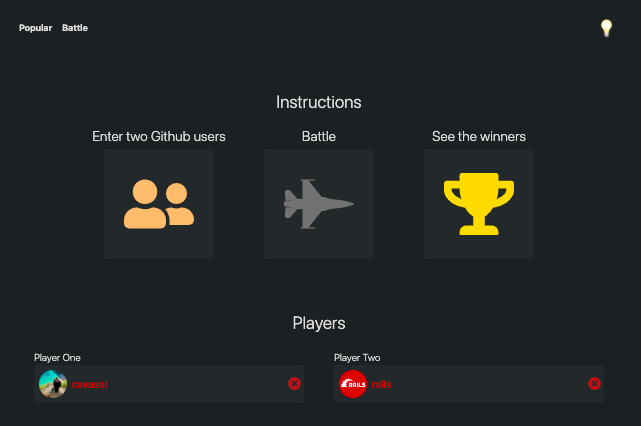 Popular Battle
Instructions
Enter two Github users
Battle
See the winners
Players
Player One
Player Two
cavasol
RAILS
rails